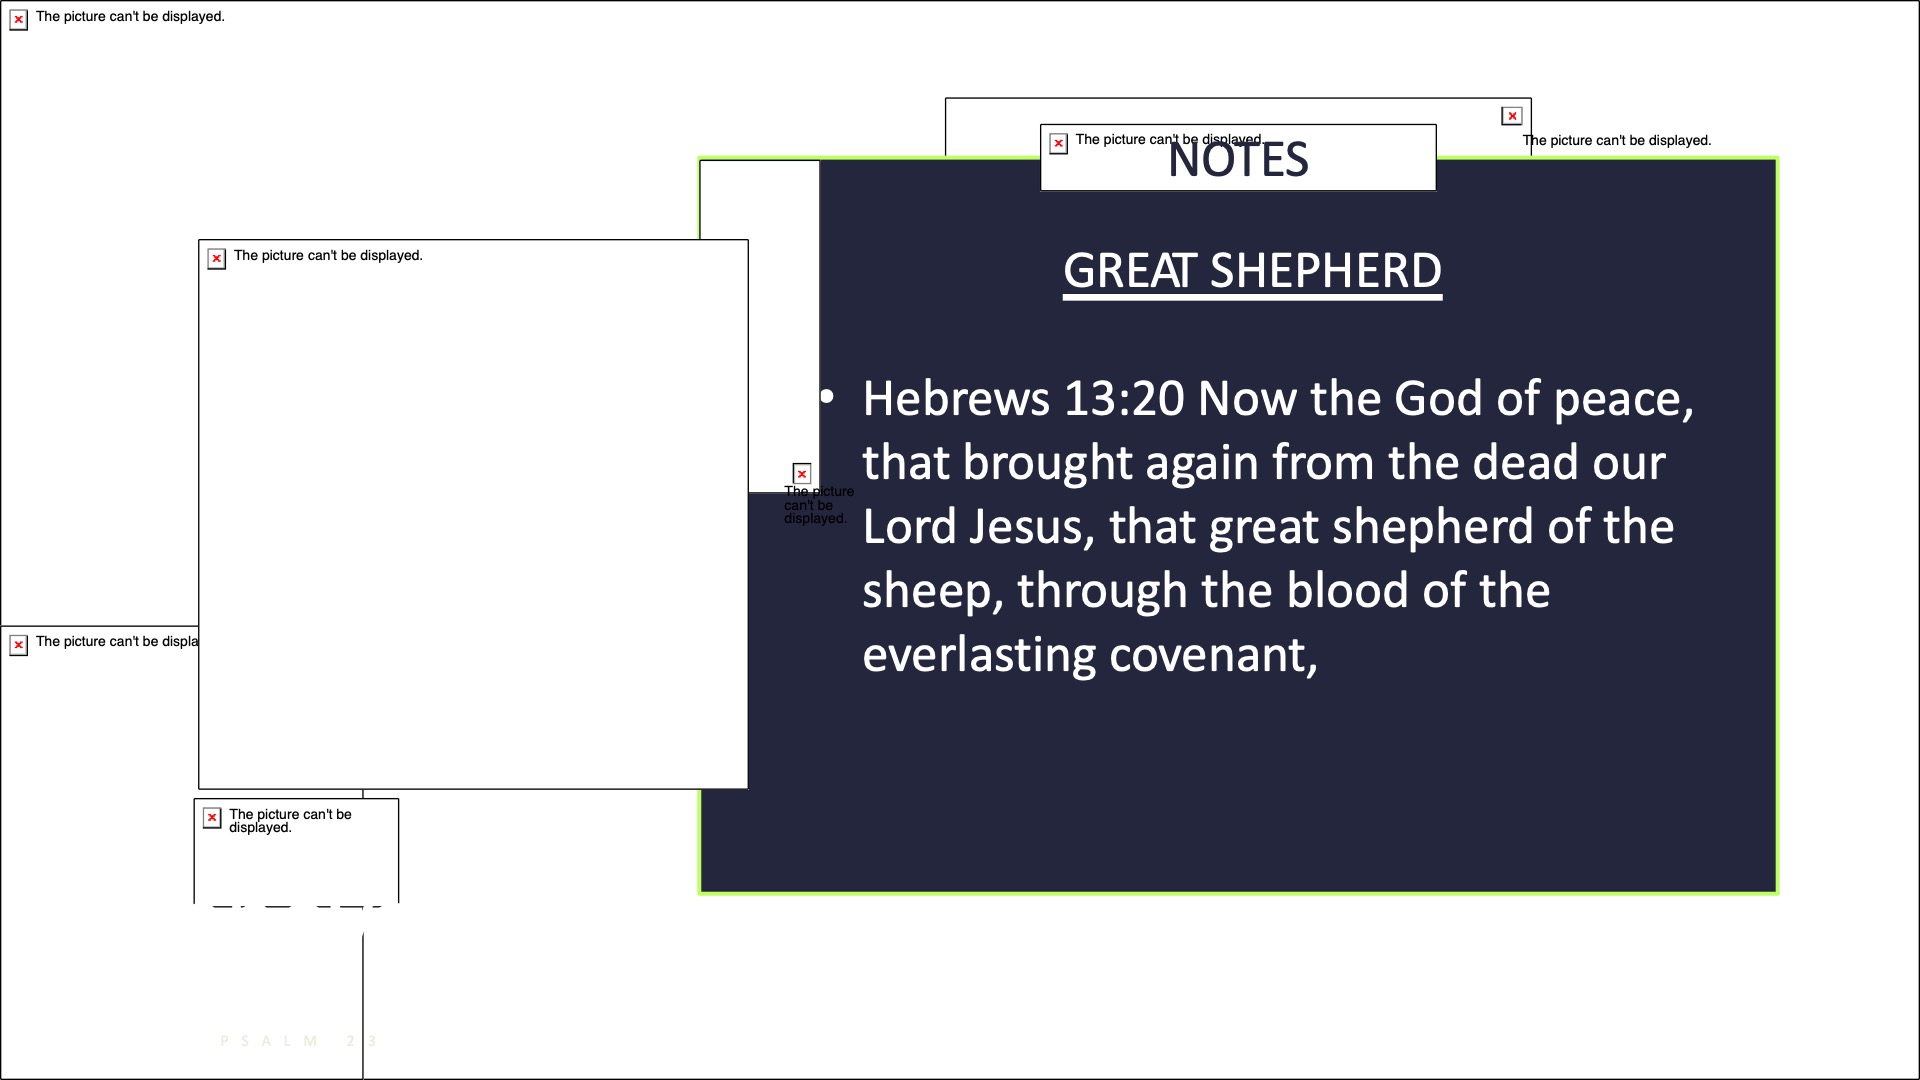 The picture can't be displayed.
The picture can't be displayed.
The picture can't be displayed.
NOTES
The picture can't be displayed.
GREAT SHEPHERD
• Hebrews 13:20 Now the God of peace,
that brought again from the dead our
Lord Jesus, that great shepherd of the
sheep, through the blood of the
everlasting covenant,
The picture
can't be
displayed.
The picture can't be
The picture can't be
displayed.
PSALM 23